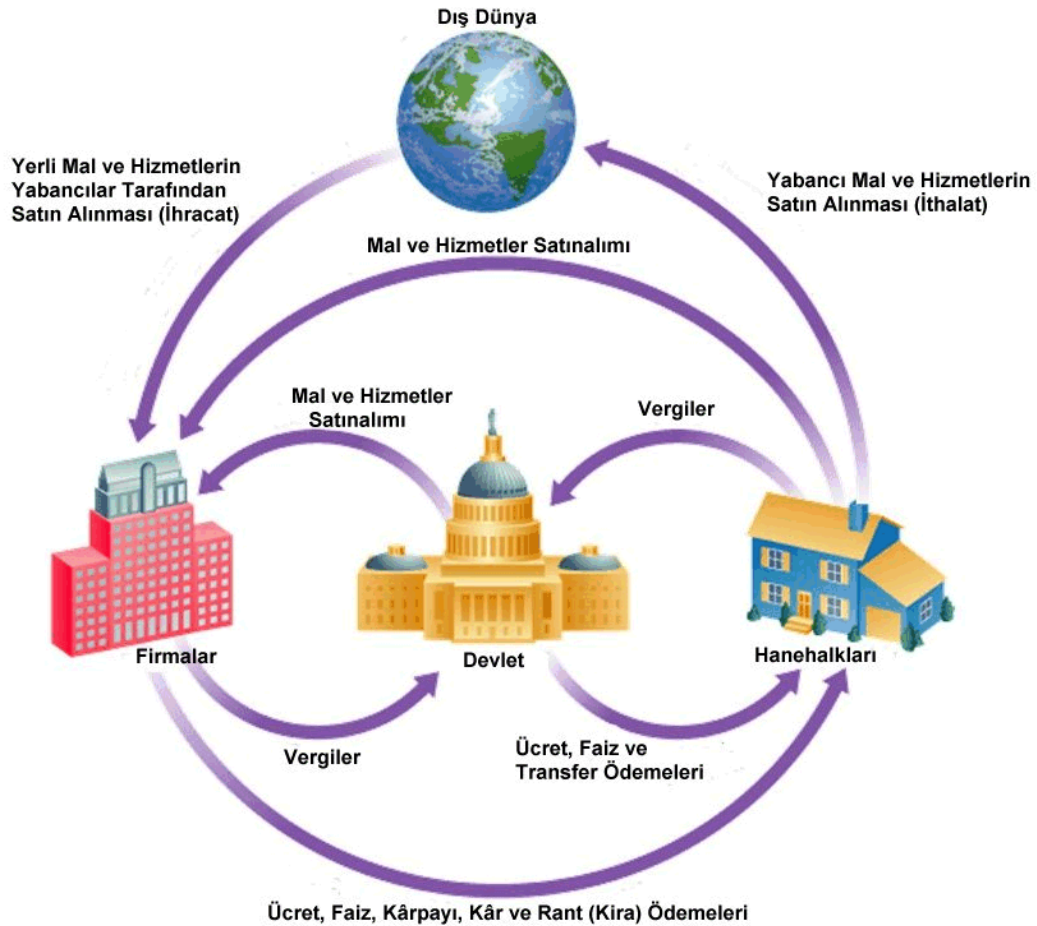 Dış Dünya
Yerli Mal ve Hizmetlerin
Yabancılar Tarafından
Satın Alınması (İhracat)
Yabancı Mal ve Hizmetlerin
Satın Alınması (İthalat)
Mal ve Hizmetler Satınalımı
Mal ve Hizmetler
Satınalımı
Vergiler
Firmalar
Devlet
Hanehalkları
Vergiler
Ücret, Faiz ve
Transfer Ödemeleri
Ücret, Faiz, Kârpayı, Kâr ve Rant (Kira) Ödemeleri